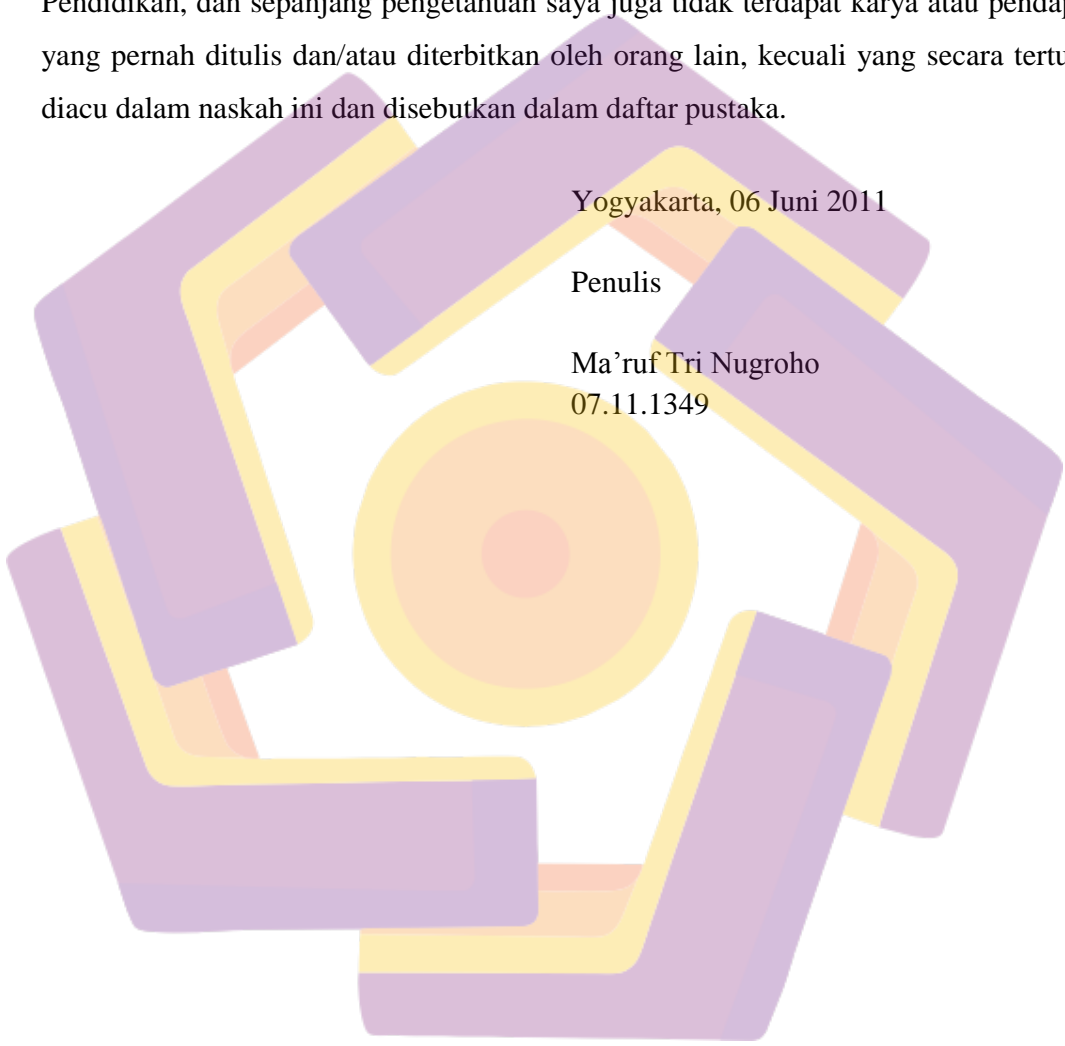 Pendidikan, dan sepanjang pengetahuan saya juga tidak terdapat karya atau
yang pernah ditulis dan/atau diterbitkan oleh orang lain, kecuali yang secara
diacu dalam naskah ini dan disebutkan dalam daftar pustaka.
Yogyakarta, 06 Juni 2011
Penulis
Ma’ruf Tri Nugroho
07.11.1349